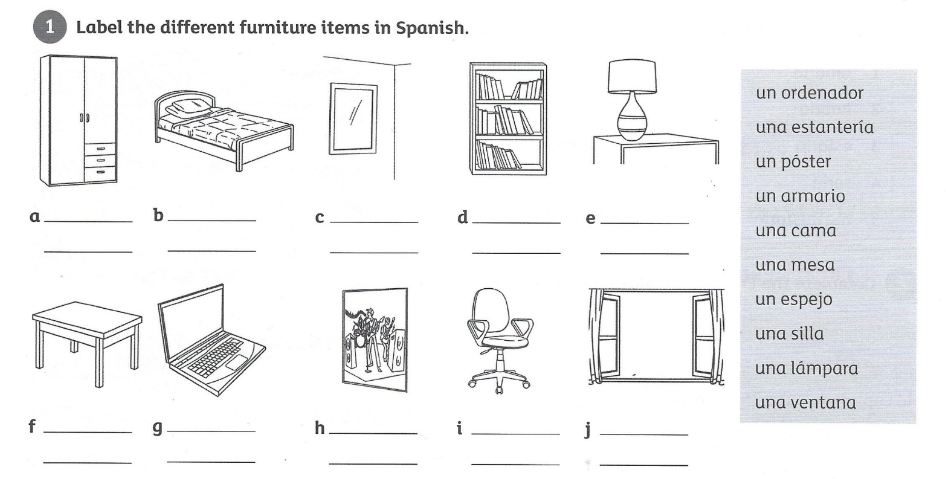 1 Label the different furniture items in Spanish.
a
b
c
d
e
f
g
h
i
j
un ordenador
una estantería
un póster
un armario
una cama
una mesa
un espejo
una silla
una lámpara
una ventana